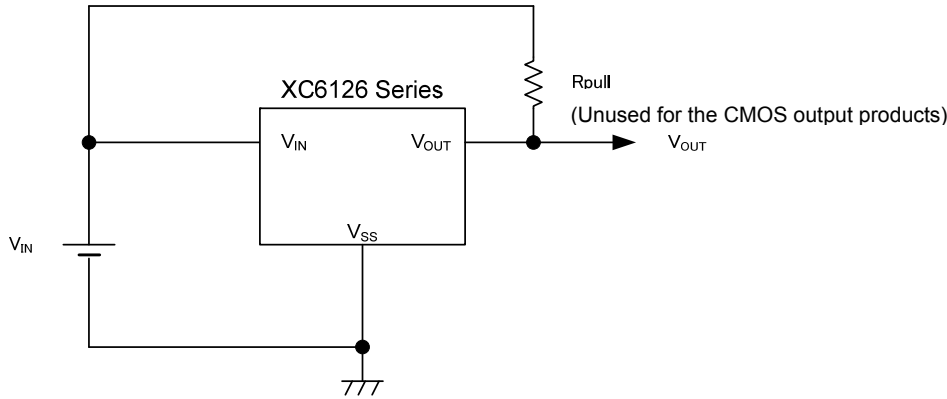 Rpull
XC6126 Series
(Unused for the CMOS output products)
VIN
VOUT
VOUT
VSS
VIN